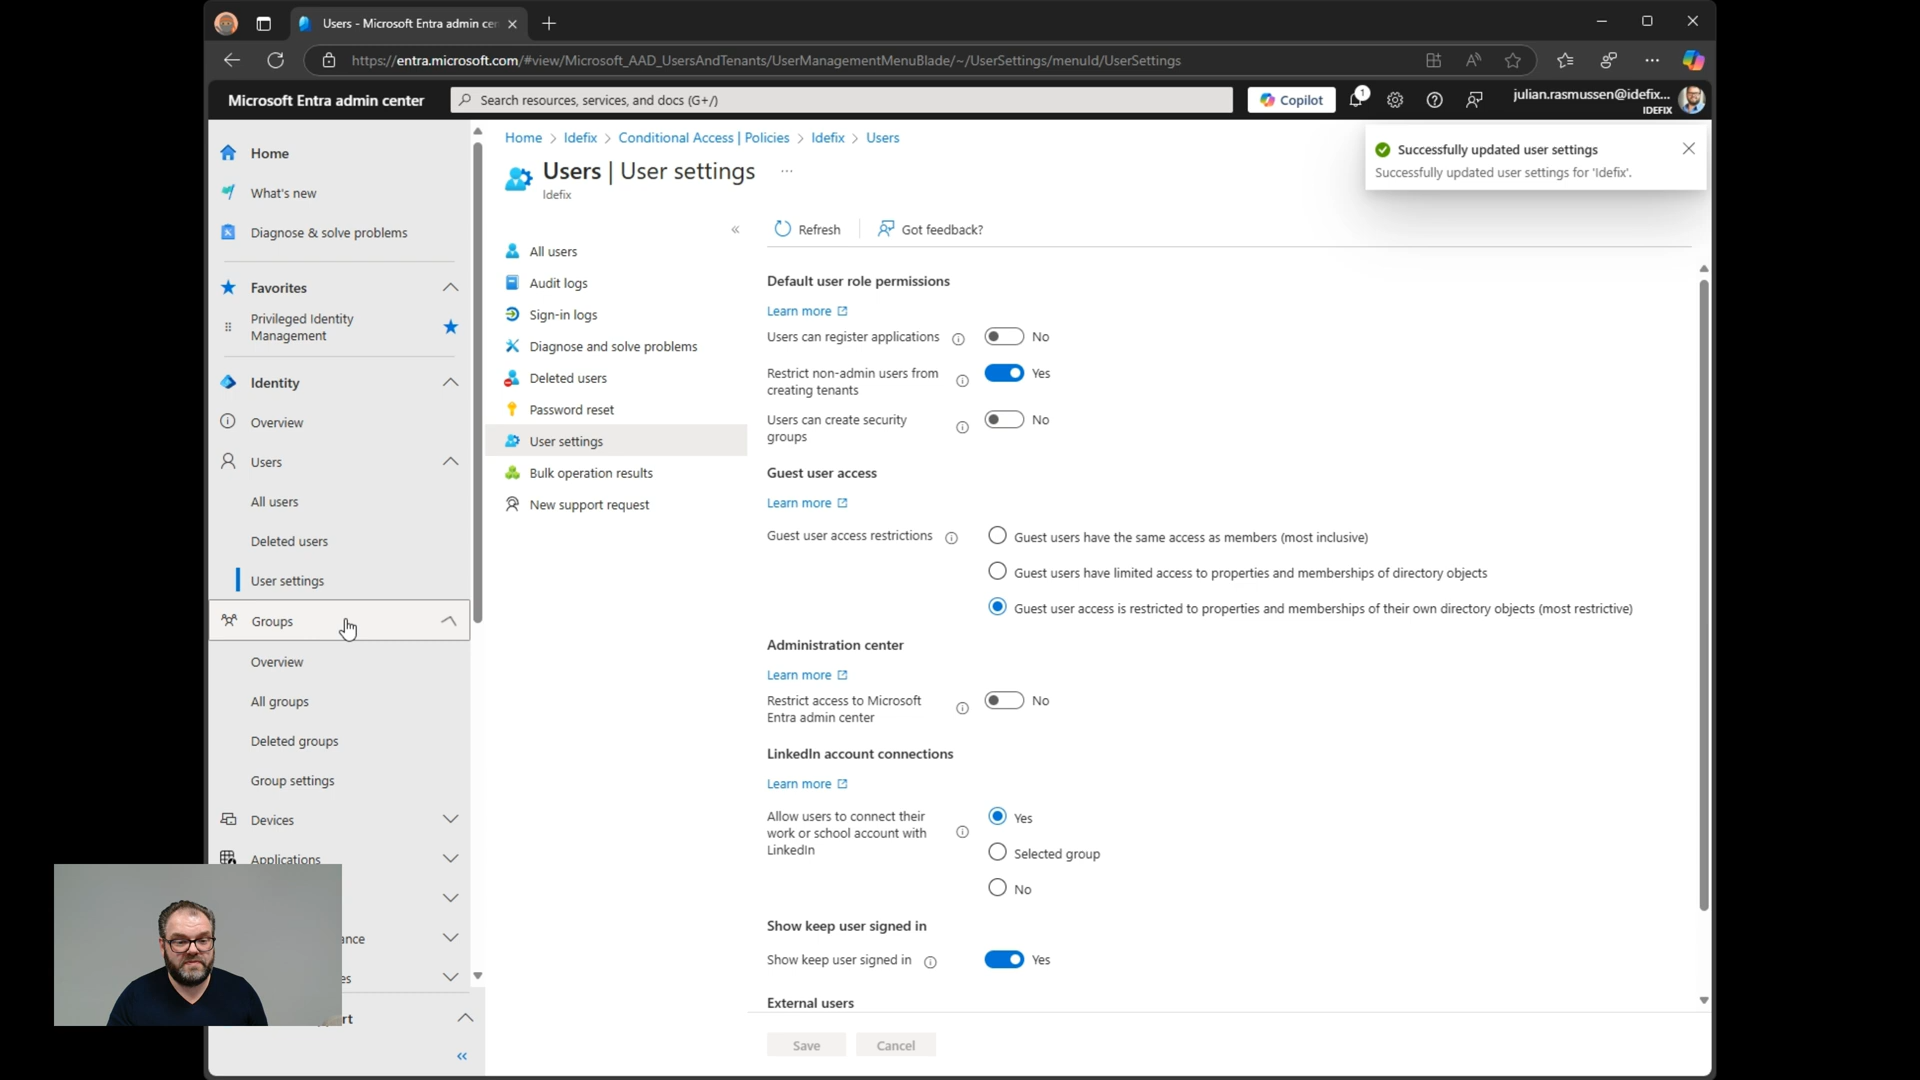 Users - Microsoft Entra admin cen
https://entra.microsoft.com/#view/Microsoft_AAD_UsersAndTenants/UserManagementMenuBlade/~/UserSettings/menuId/UserSettings
Microsoft Entra admin center
Search resources, services, and docs (G+/)
Copilot
1
julian.rasmussen@idefix...
IDEFIX
Home
What's new
Diagnose & solve problems
Favorites
Privileged Identity
Management
Identity
Overview
Users
All users
Deleted users
User settings
Groups
Overview
All groups
Deleted groups
Group settings
Devices
Applications
ance
es
rt
Home > Idefix > Conditional Access | Policies > Idefix > Users
Users | User settings
Idefix
Successfully updated user settings
Successfully updated user settings for 'Idefix'.
All users
Audit logs
Sign-in logs
Diagnose and solve problems
Deleted users
Password reset
User settings
Bulk operation results
New support request
Refresh
Got feedback?
Default user role permissions
Learn more
Users can register applications
No
Restrict non-admin users from
creating tenants
Yes
Users can create security
groups
No
Guest user access
Learn more
Guest user access restrictions
Guest users have the same access as members (most inclusive)
Guest users have limited access to properties and memberships of directory objects
Guest user access is restricted to properties and memberships of their own directory objects (most restrictive)
Administration center
Learn more
Restrict access to Microsoft
Entra admin center
No
LinkedIn account connections
Learn more
Allow users to connect their
work or school account with
LinkedIn
Yes
Selected group
No
Show keep user signed in
Show keep user signed in
Yes
External users
Save
Cancel